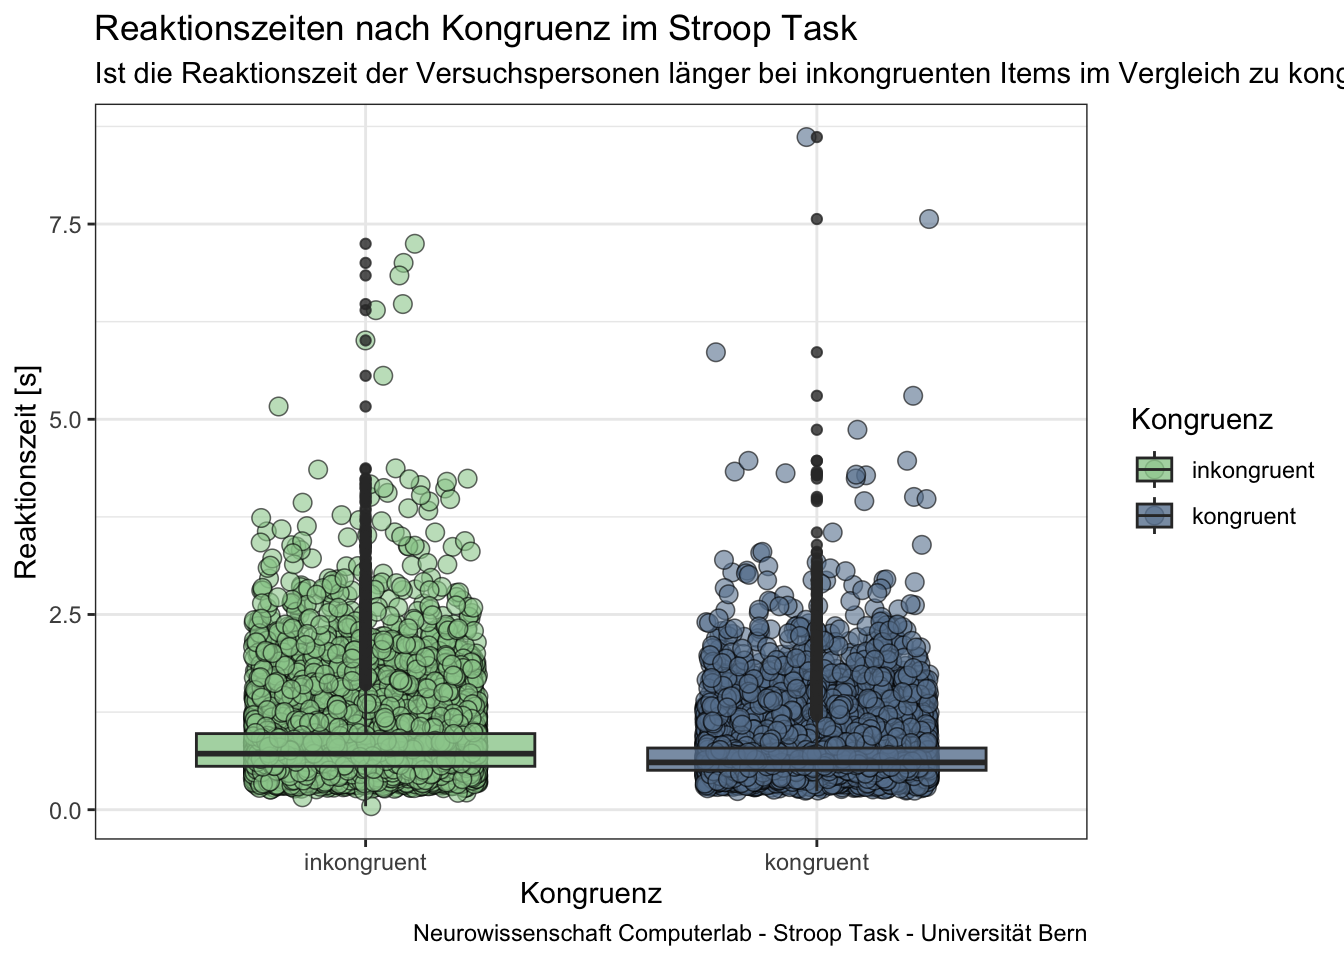 Reaktionszeiten nach Kongruenz im Stroop Task
Ist die Reaktionszeit der Versuchspersonen länger bei inkongruenten Items im Vergleich zu kong
7.5
5.0
2.5
0.0
Reaktionszeit [s]
inkongruent
kongruent
Kongruenz
Kongruenz
inkongruent
kongruent
Neurowissenschaft Computerlab - Stroop Task - Universität Bern